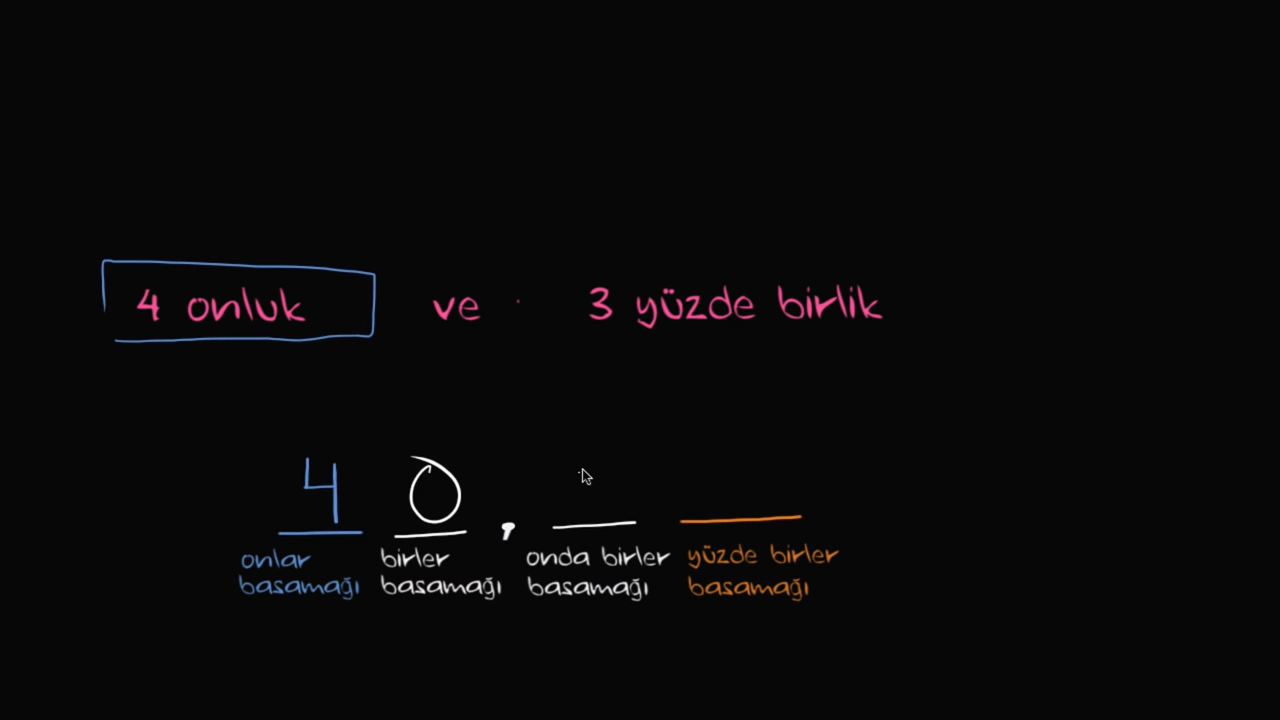 4 onluk ve 3 yüzde birlik
4 0 ,
onlar birler onda birler yüzde birler
basamağı basamağı basamağı basamağı